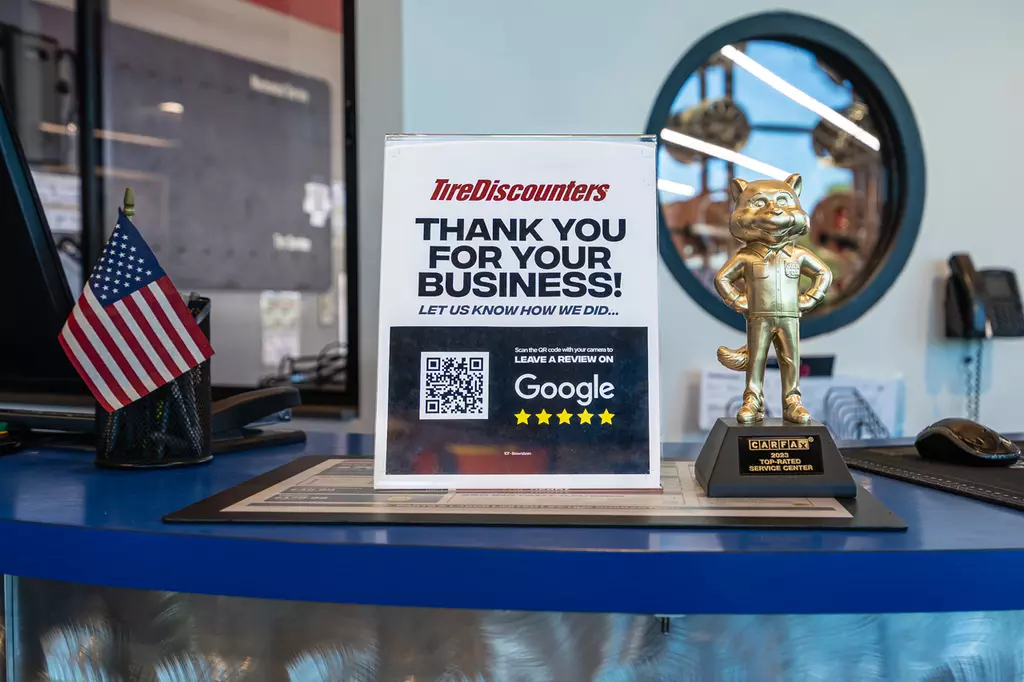 TireDiscounters
THANK YOU
FOR YOUR
BUSINESS!
LET US KNOW HOW WE DID...
Scan the QR code with your camera to
LEAVE A REVIEW ON
Google
CARFAX
2023
TOP-RATED
SERVICE CENTER